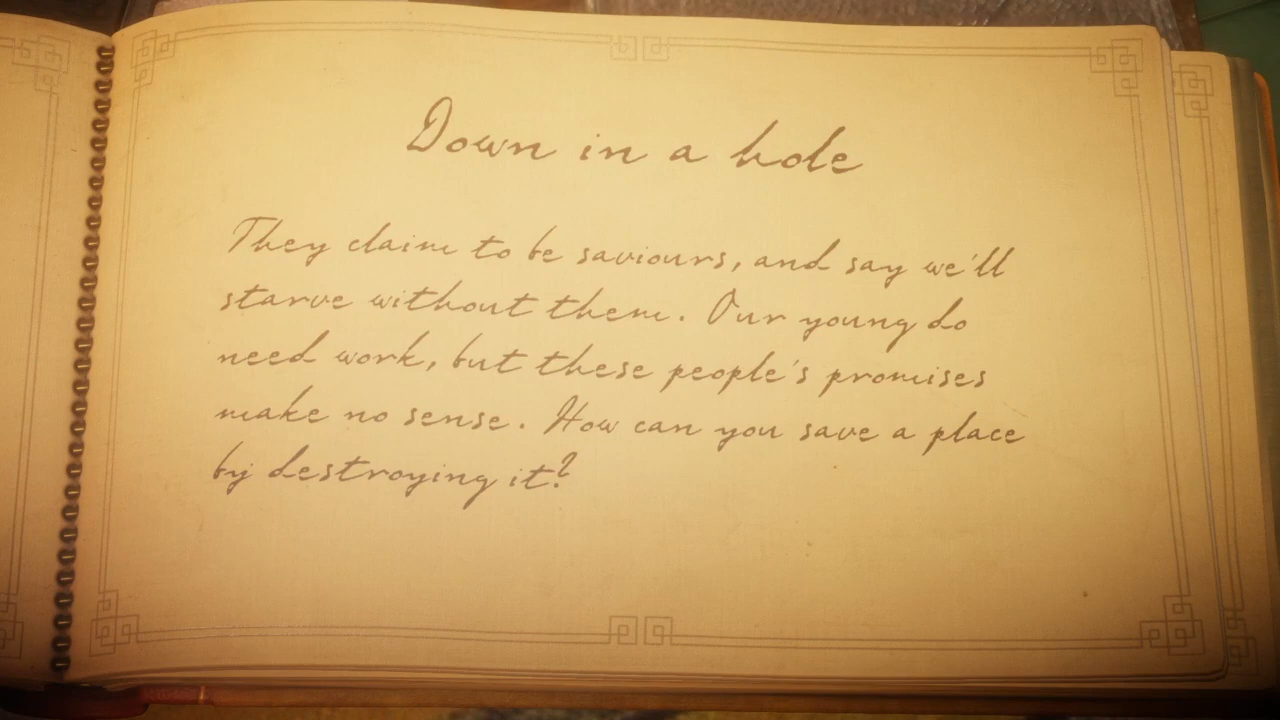 Down in a hole
They claim to be saviours, and say we'll
starve without them. Our young do
need work, but these people's promises
make no sense. How can you save a place
by destroying it?